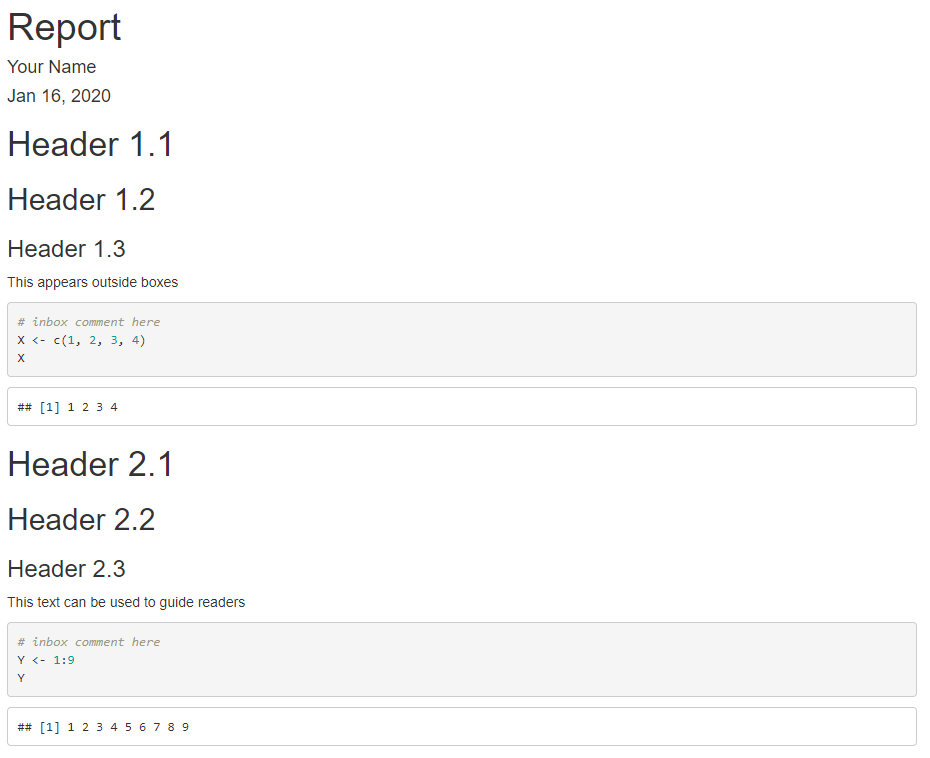 Report
Your Name
Jan 16, 2020
Header 1.1
Header 1.2
Header 1.3
This appears outside boxes
# inbox comment here
X <- c(1, 2, 3, 4)
X
## [1] 1 2 3 4
Header 2.1
Header 2.2
Header 2.3
This text can be used to guide readers
# inbox comment here
Y <- 1:9
Y
## [1] 1 2 3 4 5 6 7 8 9